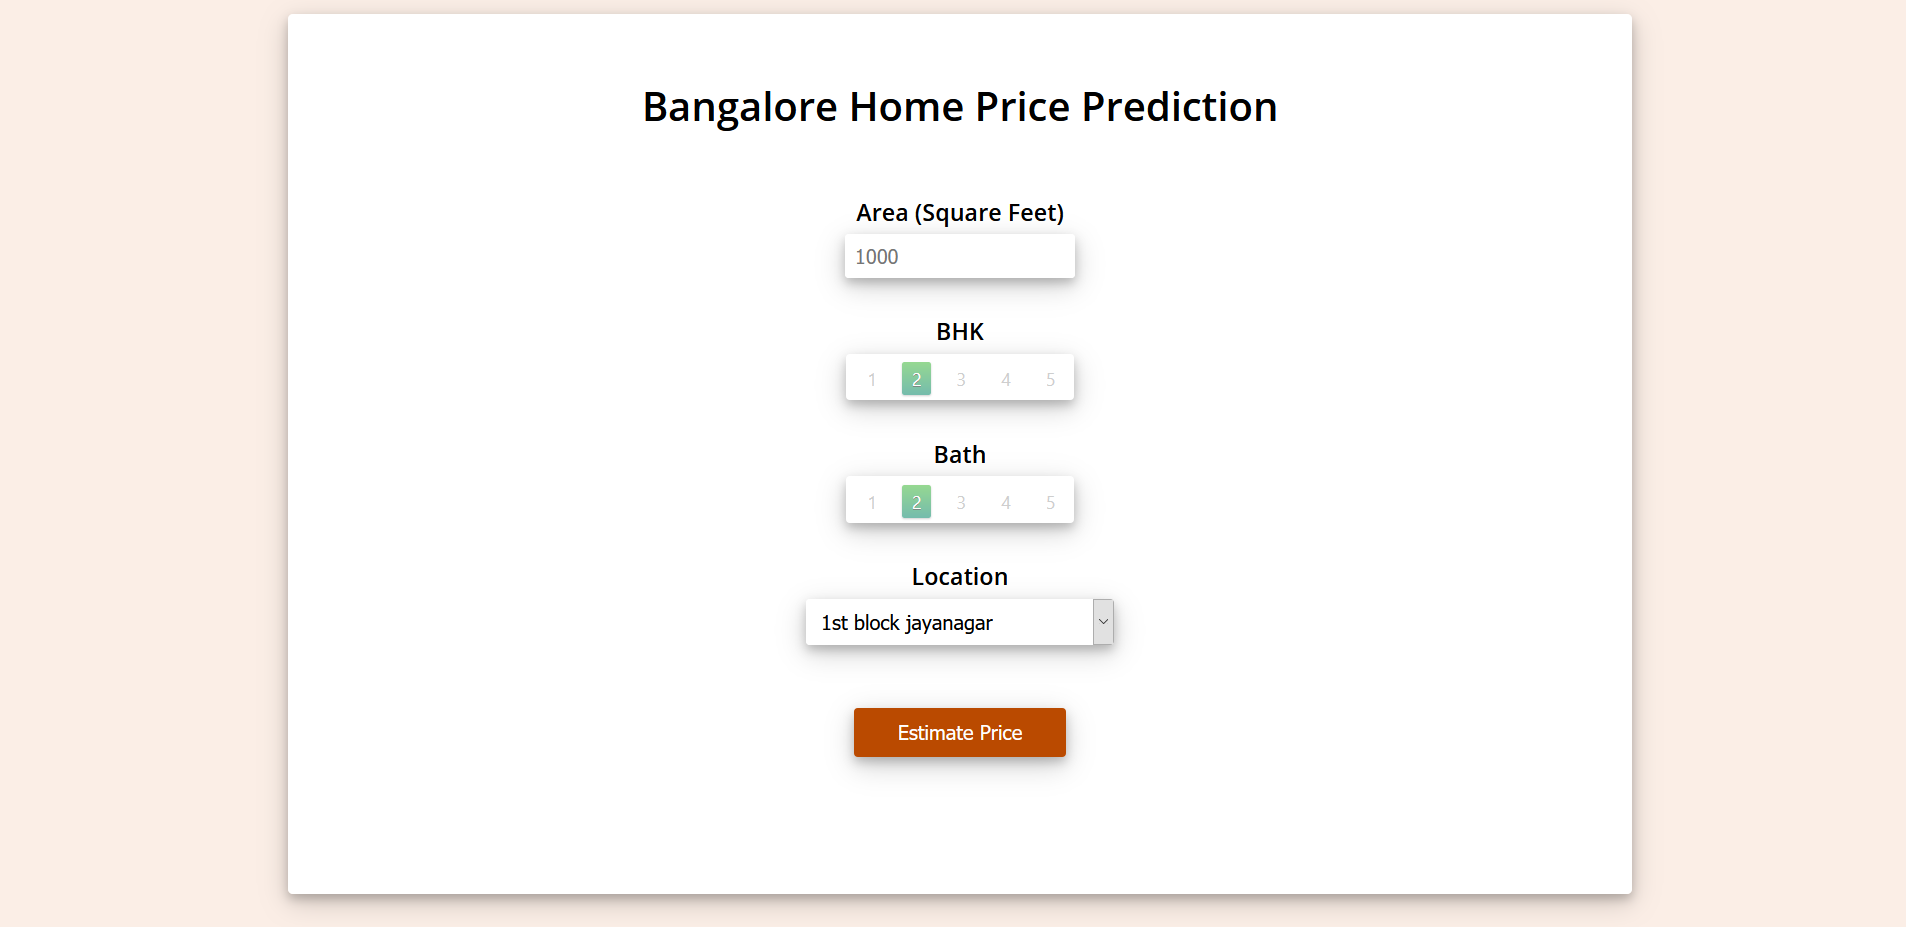 Bangalore Home Price Prediction
Area (Square Feet)
1000
BHK
1 2 3 4 5
Bath
1 2 3 4 5
Location
1st block jayanagar
Estimate Price